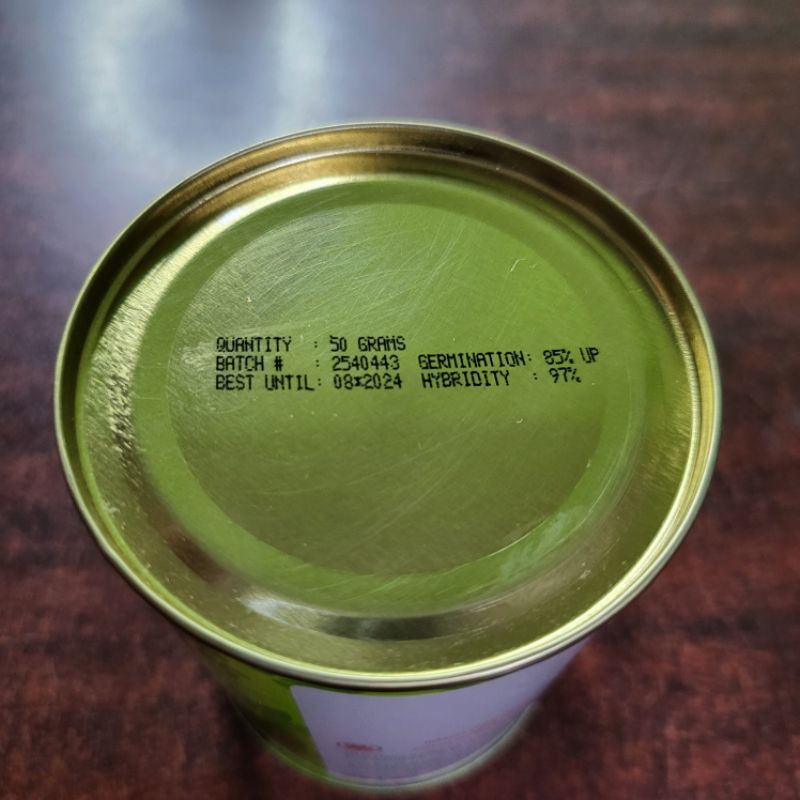 QUANTITY : 50 GRAMS
BATCH # : 2540443 GERMINATION: 85% UP
BEST UNTIL: 08*2024 HYBRIDITY : 97%